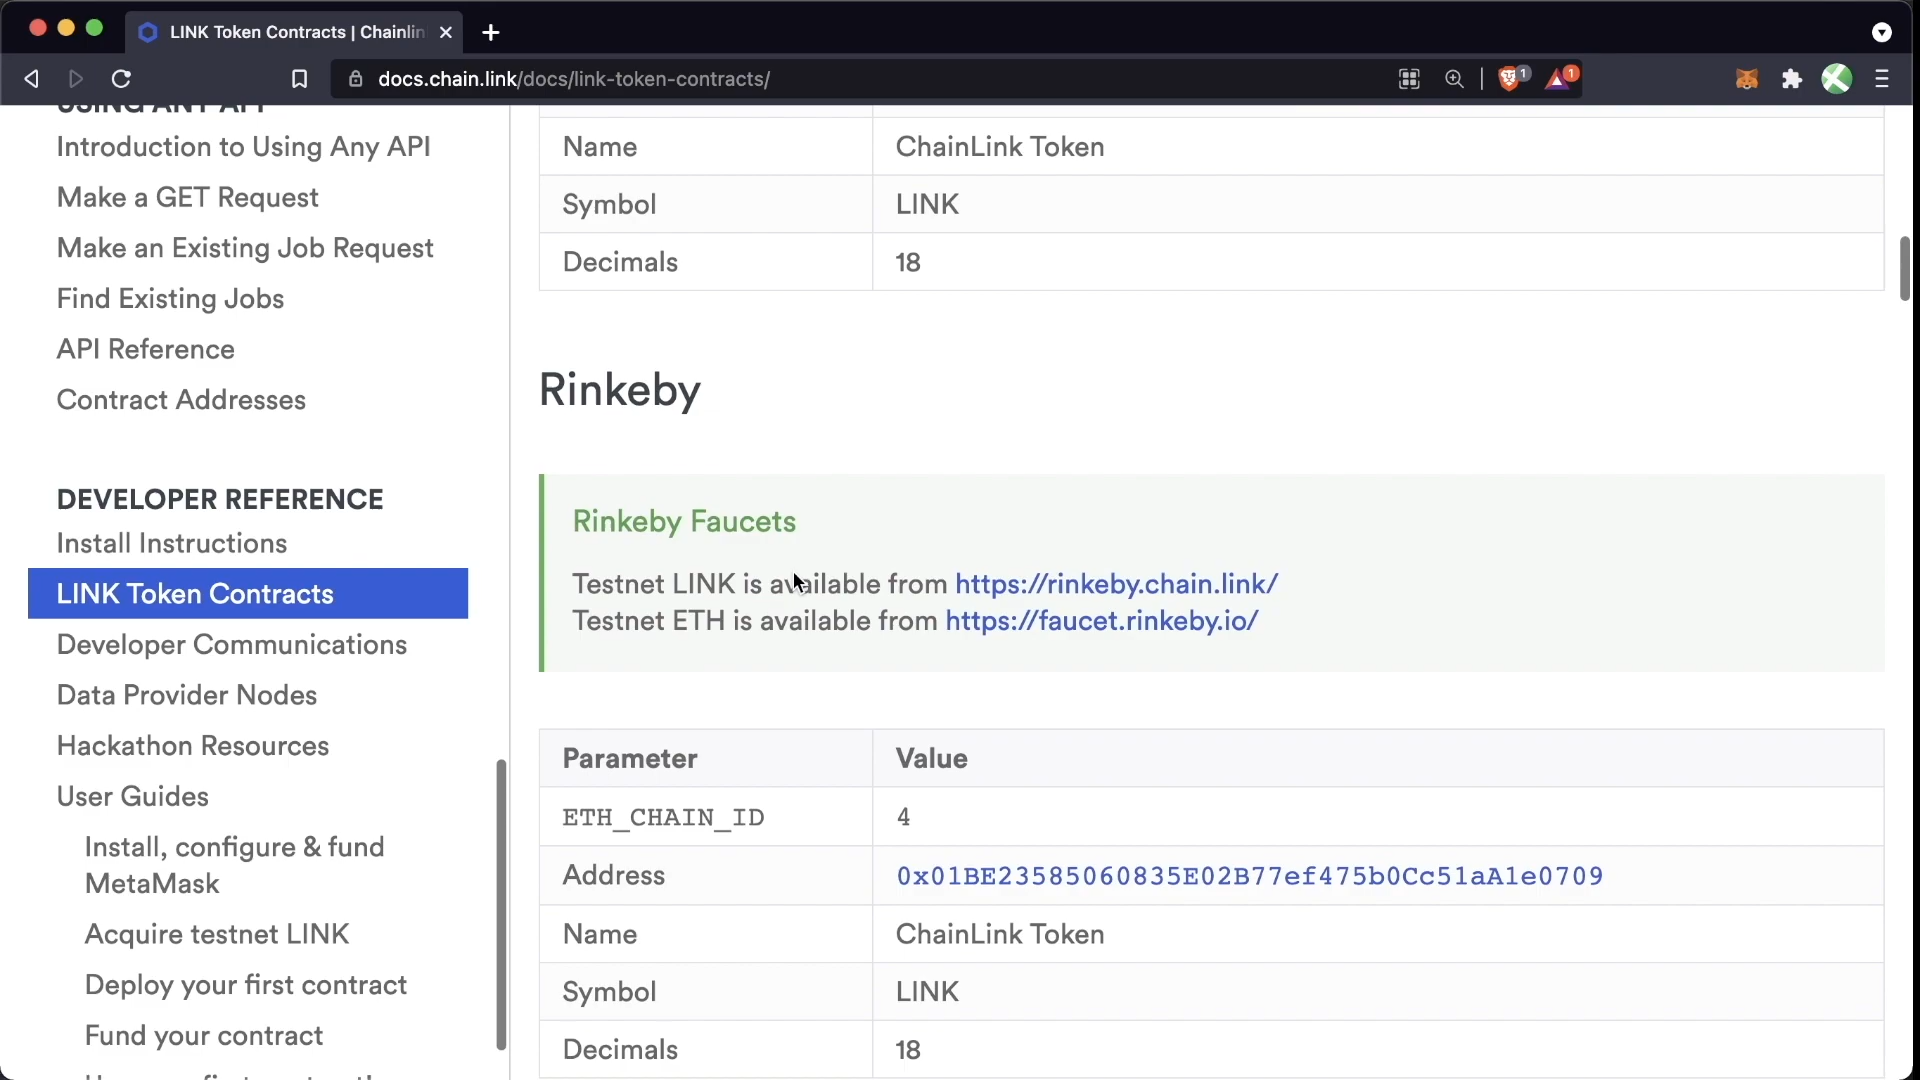 LINK Token Contracts | Chainlin
docs.chain.link/docs/link-token-contracts/
1
1
USING ANY API
Introduction to Using Any API
Make a GET Request
Make an Existing Job Request
Find Existing Jobs
API Reference
Contract Addresses
DEVELOPER REFERENCE
Install Instructions
LINK Token Contracts
Developer Communications
Data Provider Nodes
Hackathon Resources
User Guides
Install, configure & fund
MetaMask
Acquire testnet LINK
Deploy your first contract
Fund your contract
Name ChainLink Token
Symbol LINK
Decimals 18
Rinkeby
Rinkeby Faucets
Testnet LINK is available from https://rinkeby.chain.link/
Testnet ETH is available from https://faucet.rinkeby.io/
Parameter Value
ETH_CHAIN_ID 4
Address 0x01BE23585060835E02B77ef475b0Cc51aA1e0709
Name ChainLink Token
Symbol LINK
Decimals 18